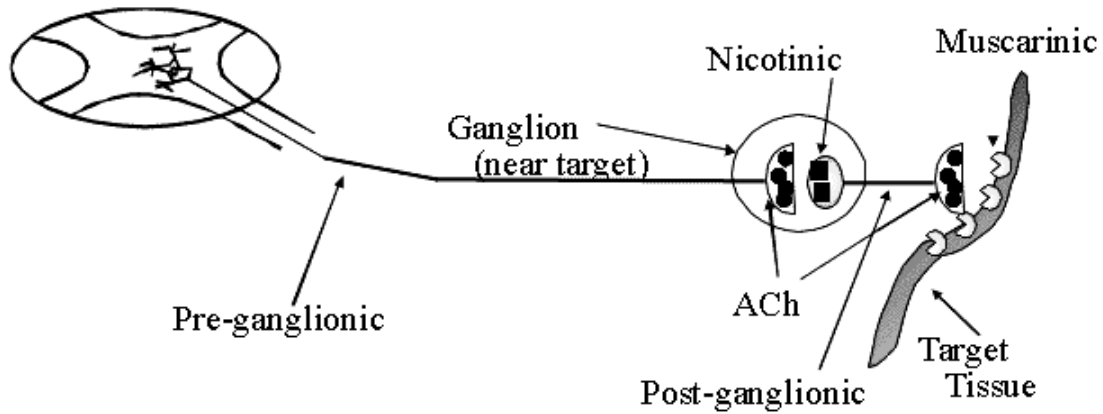 Muscarinic
Nicotinic
Ganglion
(near target)
Pre-ganglionic
ACh
Target
Tissue
Post-ganglionic